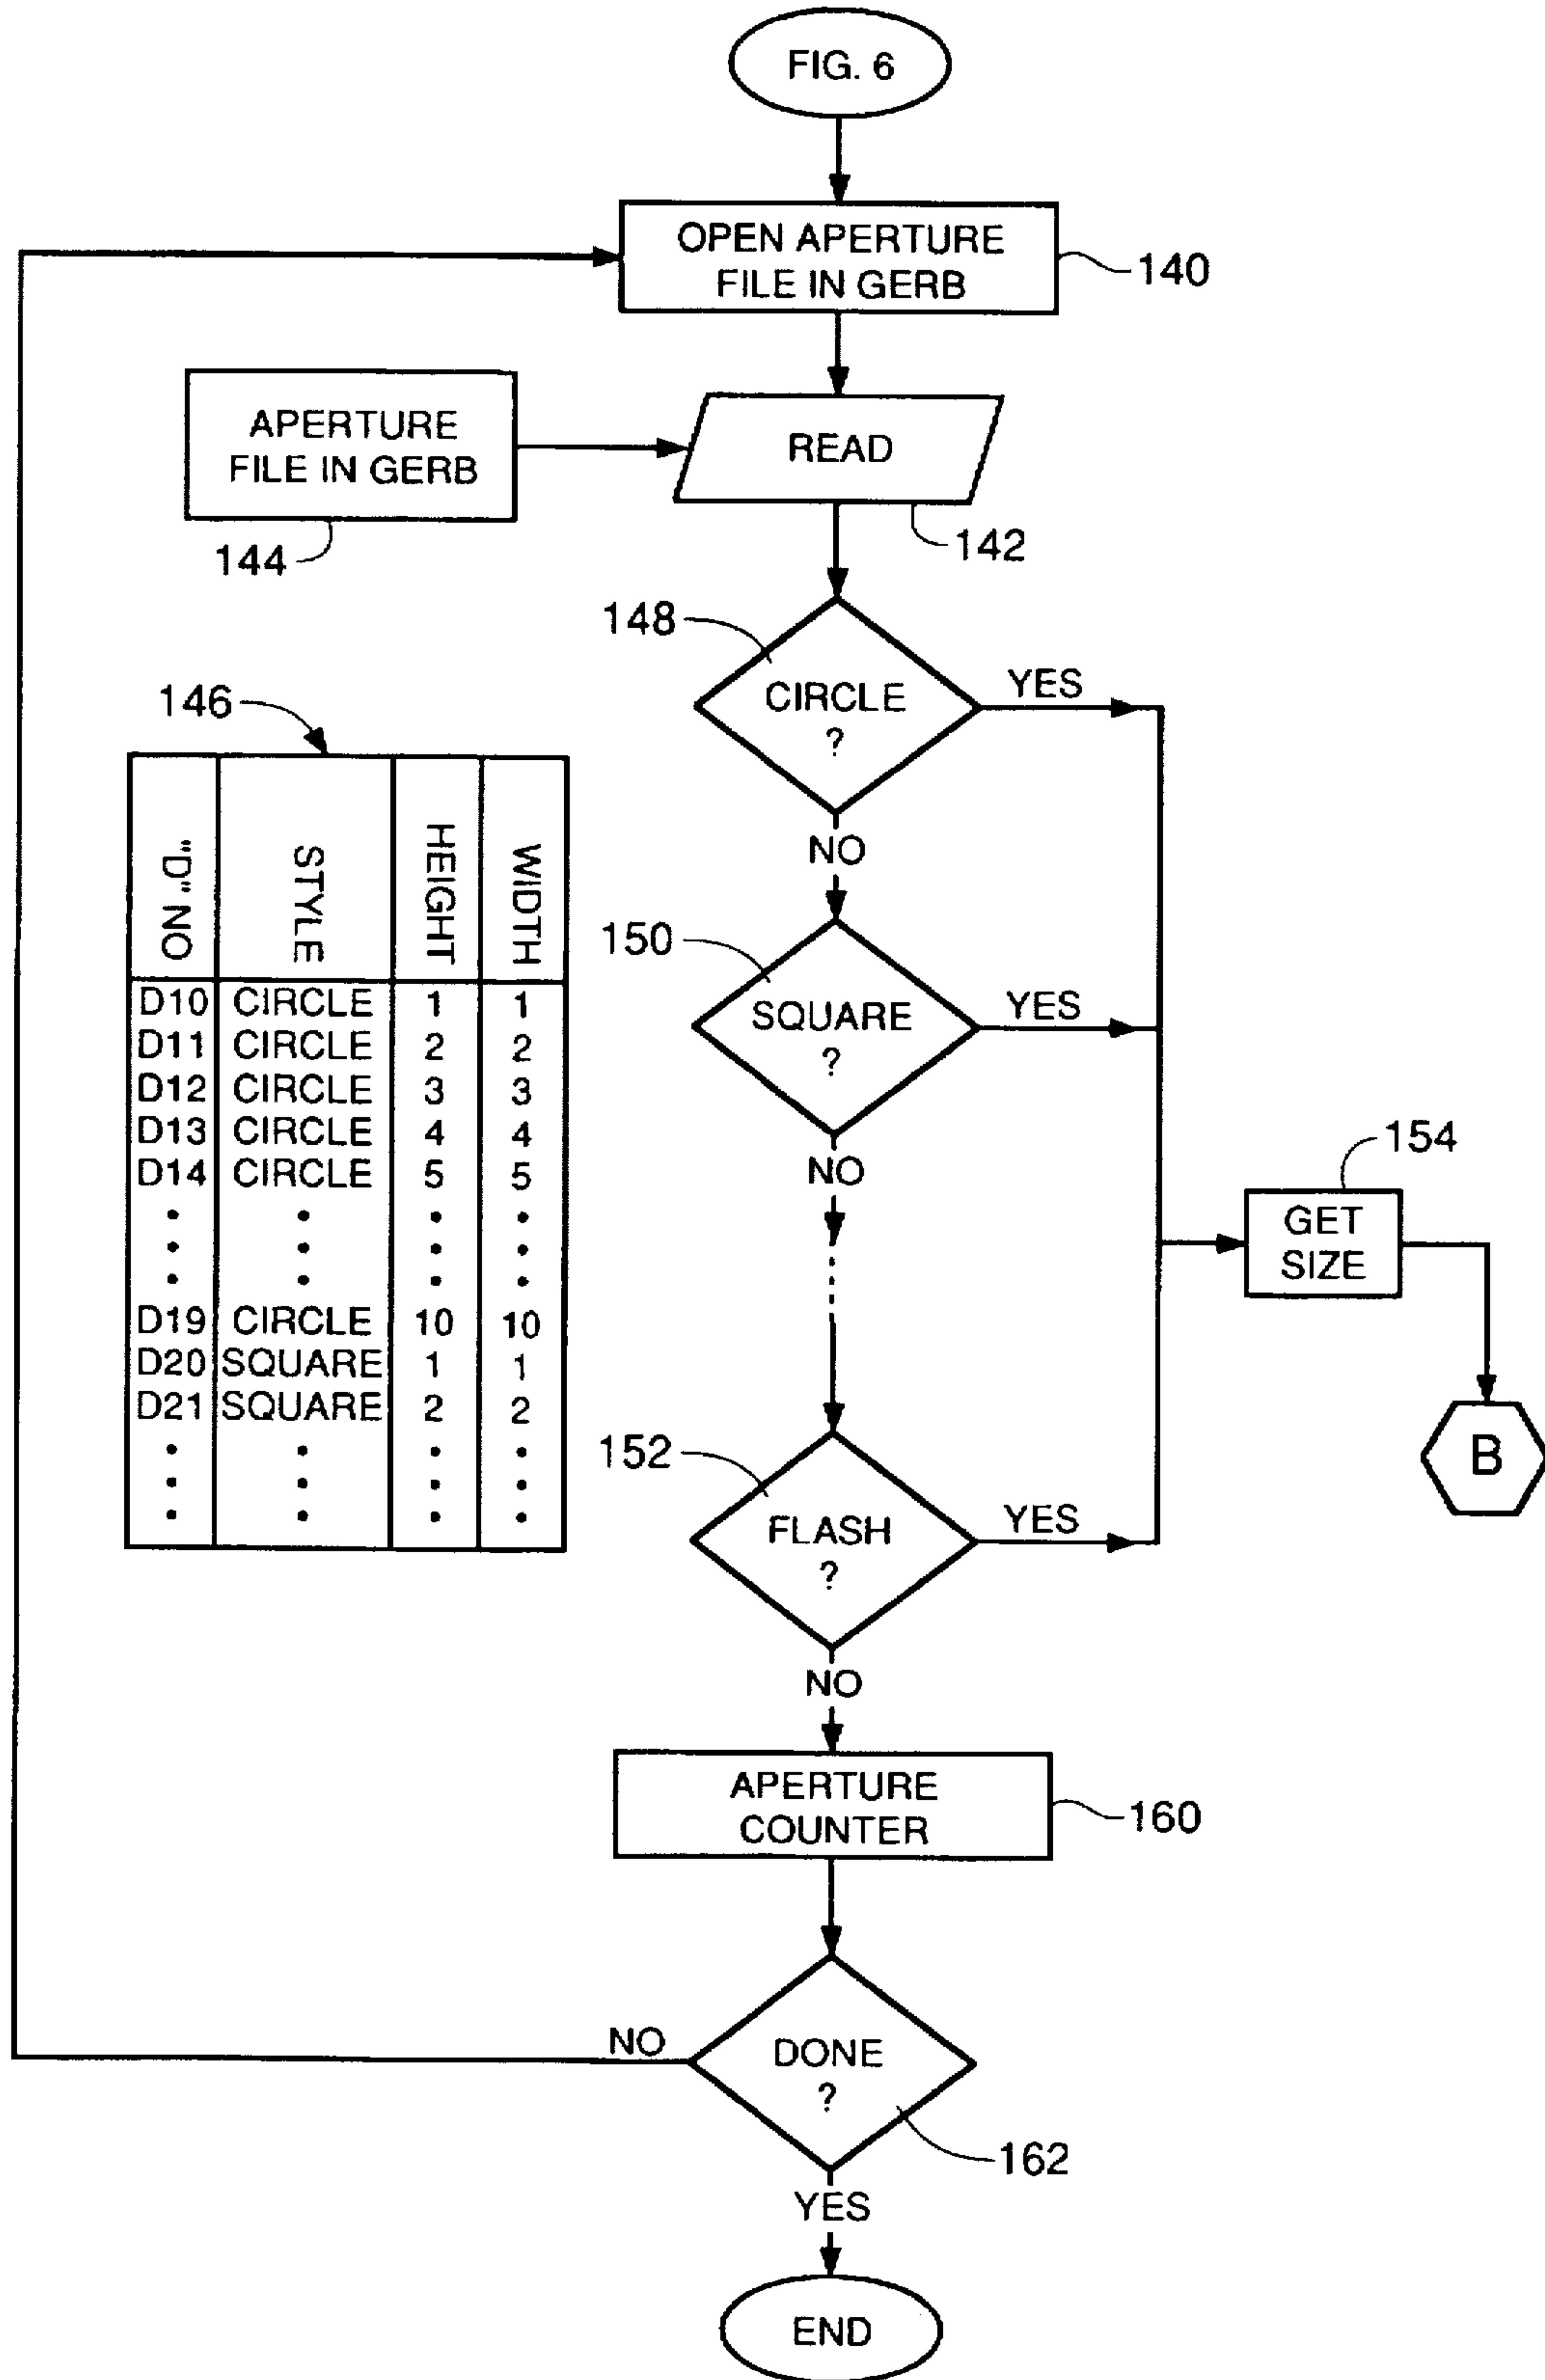 FIG. 6
OPEN APERTURE
FILE IN GERB
140
APERTURE
FILE IN GERB
144
READ
142
148
CIRCLE
?
YES
NO
146
"D" NO STYLE HEIGHT WIDTH
D10 CIRCLE 1 1
D11 CIRCLE 2 2
D12 CIRCLE 3 3
D13 CIRCLE 4 4
D14 CIRCLE 5 5
D19 CIRCLE 10 10
D20 SQUARE 1 1
D21 SQUARE 2 2
150
SQUARE
?
YES
NO
154
GET
SIZE
B
152
FLASH
?
YES
NO
APERTURE
COUNTER
160
NO
DONE
?
162
YES
END